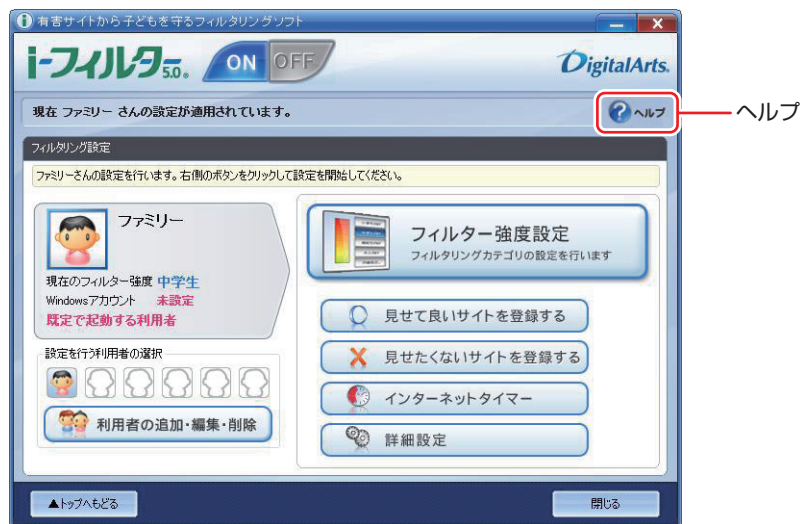 有害サイトから子どもを守るフィルタリングソフト
i-フィルター5.0. ON OFF
DigitalArts.
現在 ファミリー さんの設定が適用されています。
ヘルプ
ヘルプ
フィルタリング設定
ファミリーさんの設定を行います。右側のボタンをクリックして設定を開始してください。
ファミリー
現在のフィルター強度 中学生
Windowsアカウント 未設定
既定で起動する利用者
設定を行う利用者の選択
利用者の追加・編集・削除
フィルター強度設定
フィルタリングカテゴリの設定を行います
見せて良いサイトを登録する
見せたくないサイトを登録する
インターネットタイマー
詳細設定
▲トップへもどる
閉じる